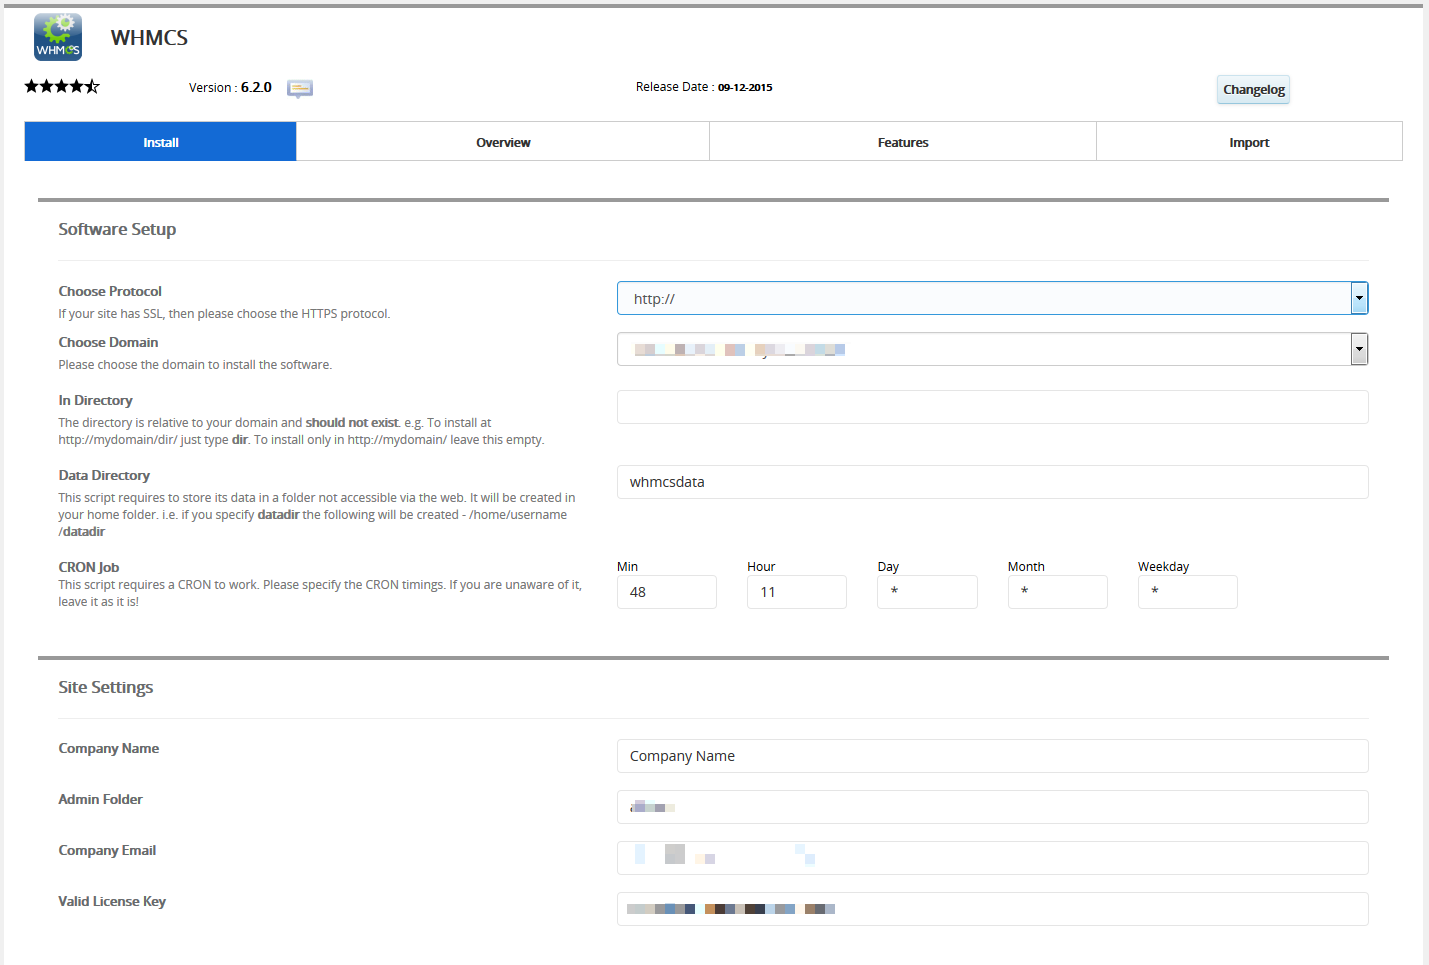 WHMCS
WHMCS
Version : 6.2.0
Release Date : 09-12-2015
Changelog
Install
Overview
Features
Import
Software Setup
Choose Protocol
If your site has SSL, then please choose the HTTPS protocol.
http://
Choose Domain
Please choose the domain to install the software.
In Directory
The directory is relative to your domain and should not exist. e.g. To install at
http://mydomain/dir/ just type dir. To install only in http://mydomain/ leave this empty.
Data Directory
This script requires to store its data in a folder not accessible via the web. It will be created in
your home folder. i.e. if you specify datadir the following will be created - /home/username
/datadir
whmcsdata
CRON Job
This script requires a CRON to work. Please specify the CRON timings. If you are unaware of it,
leave it as it is!
Min
Hour
Day
Month
Weekday
48
11
*
*
*
Site Settings
Company Name
Company Name
Admin Folder
Company Email
Valid License Key